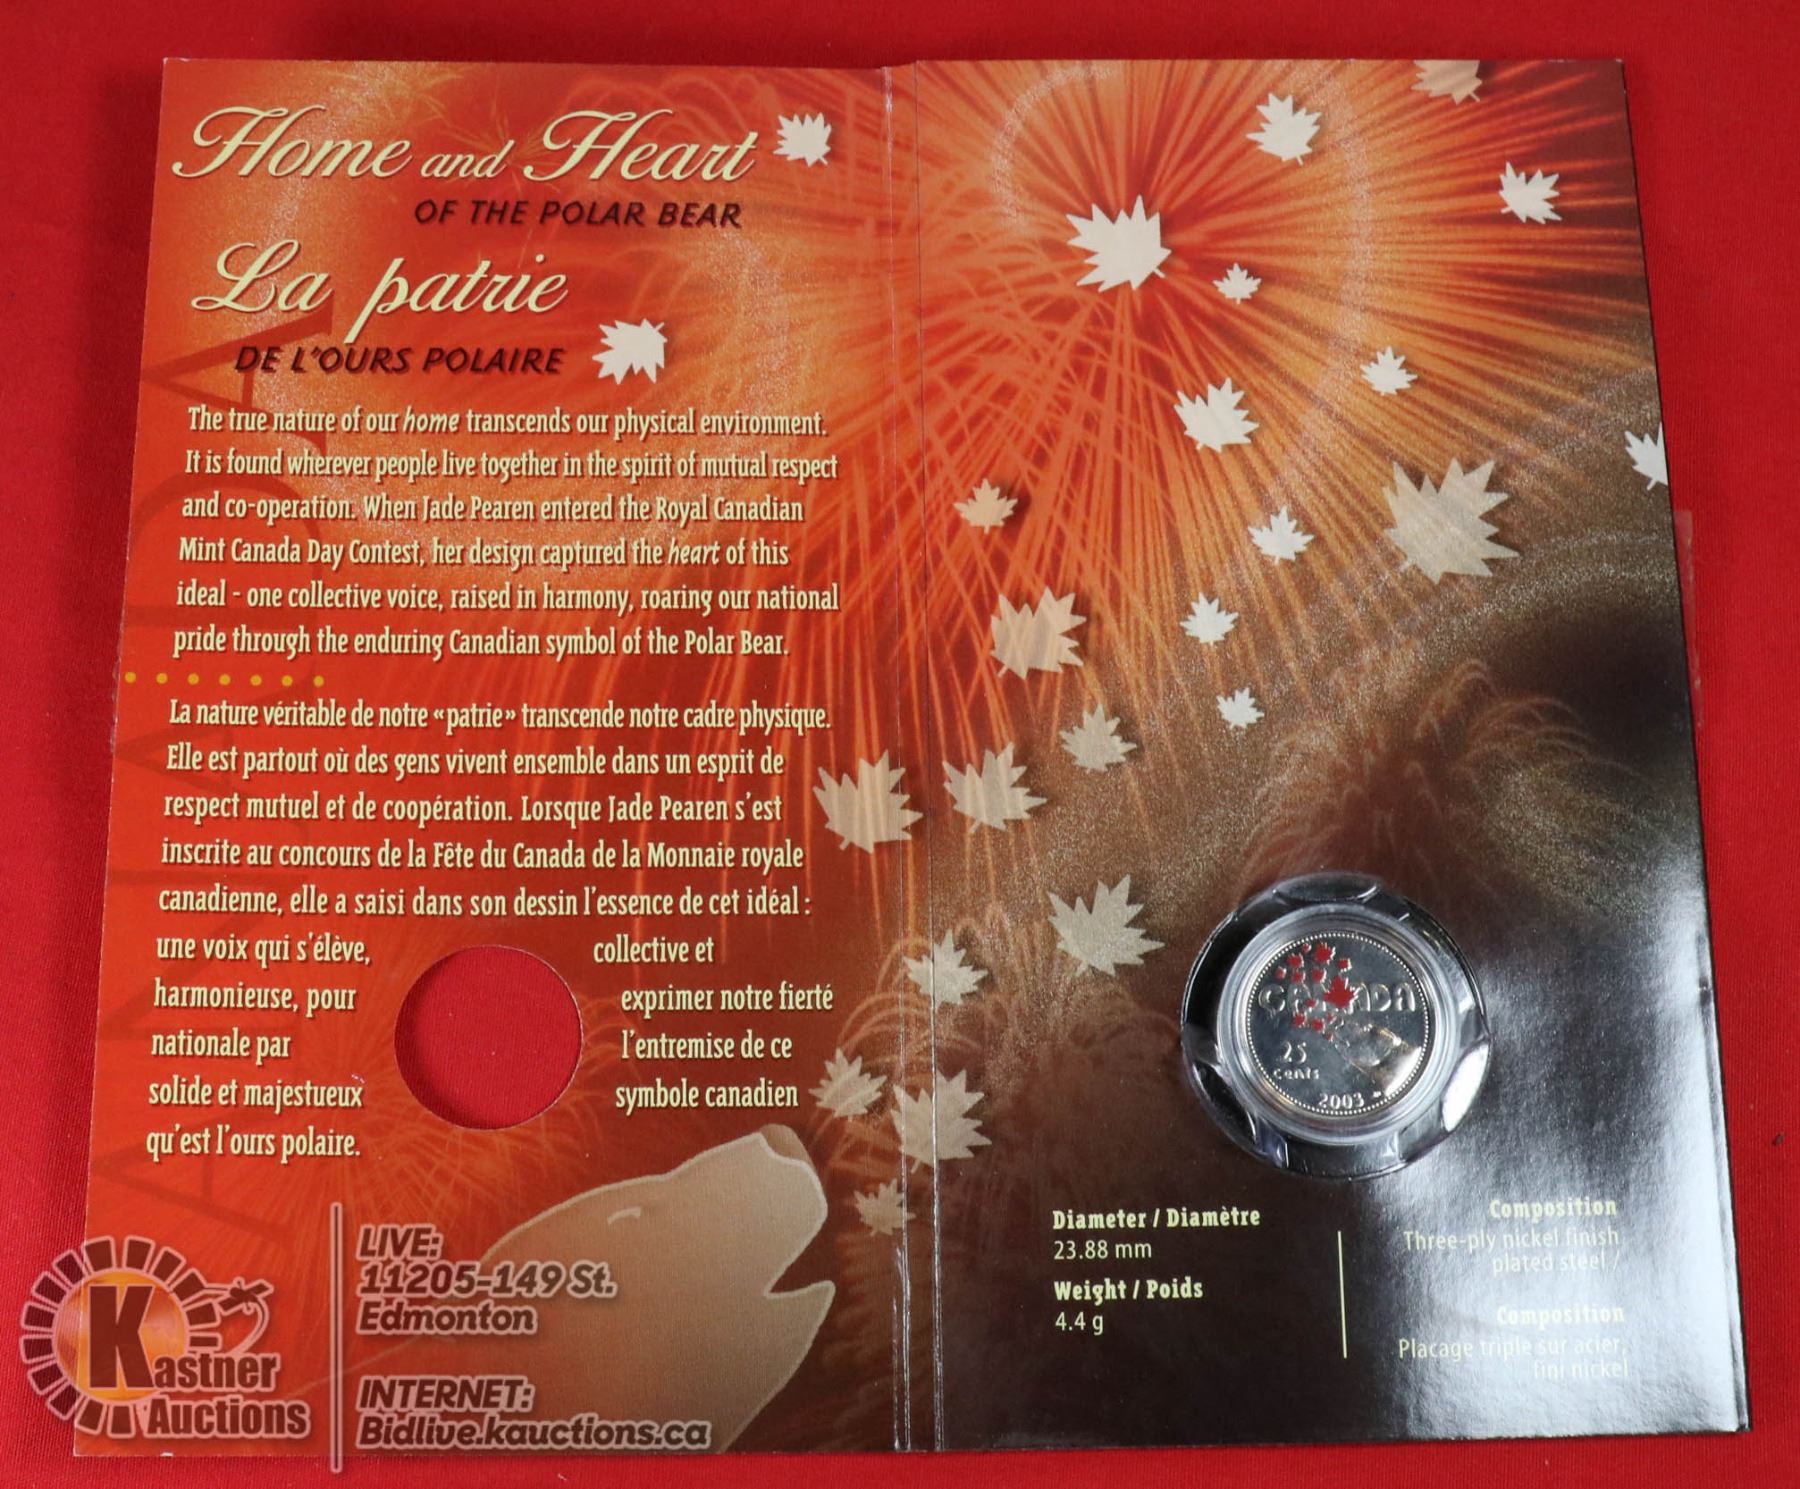 Home and Heart
OF THE POLAR BEAR
La patrie
DE L'OURS POLAIRE
The true nature of our home transcends our physical environment.
It is found wherever people live together in the spirit of mutual respect
and co-operation. When Jade Pearen entered the Royal Canadian
Mint Canada Day Contest, her design captured the heart of this
ideal - one collective voice, raised in harmony, roaring our national
pride through the enduring Canadian symbol of the Polar Bear.
La nature véritable de notre «patrie» transcende notre cadre physique.
Elle est partout où des gens vivent ensemble dans un esprit de
respect mutuel et de coopération. Lorsque Jade Pearen s'est
inscrite au concours de la Fête du Canada de la Monnaie royale
canadienne, elle a saisi dans son dessin l'essence de cet idéal :
une voix qui s'élève, collective et
harmonieuse, pour exprimer notre fierté
nationale par l'entremise de ce
solide et majestueux symbole canadien
qu'est l'ours polaire.
CANADA
25
cents
2003
Diameter / Diamètre
23.88 mm
Weight / Poids
4.4 g
Composition
Three-ply nickel finish
plated steel /
Composition
Placage triple sur acier,
fini nickel
Kastner
Auctions
LIVE:
11205-149 St.
Edmonton
INTERNET:
Bidlive.kauctions.ca